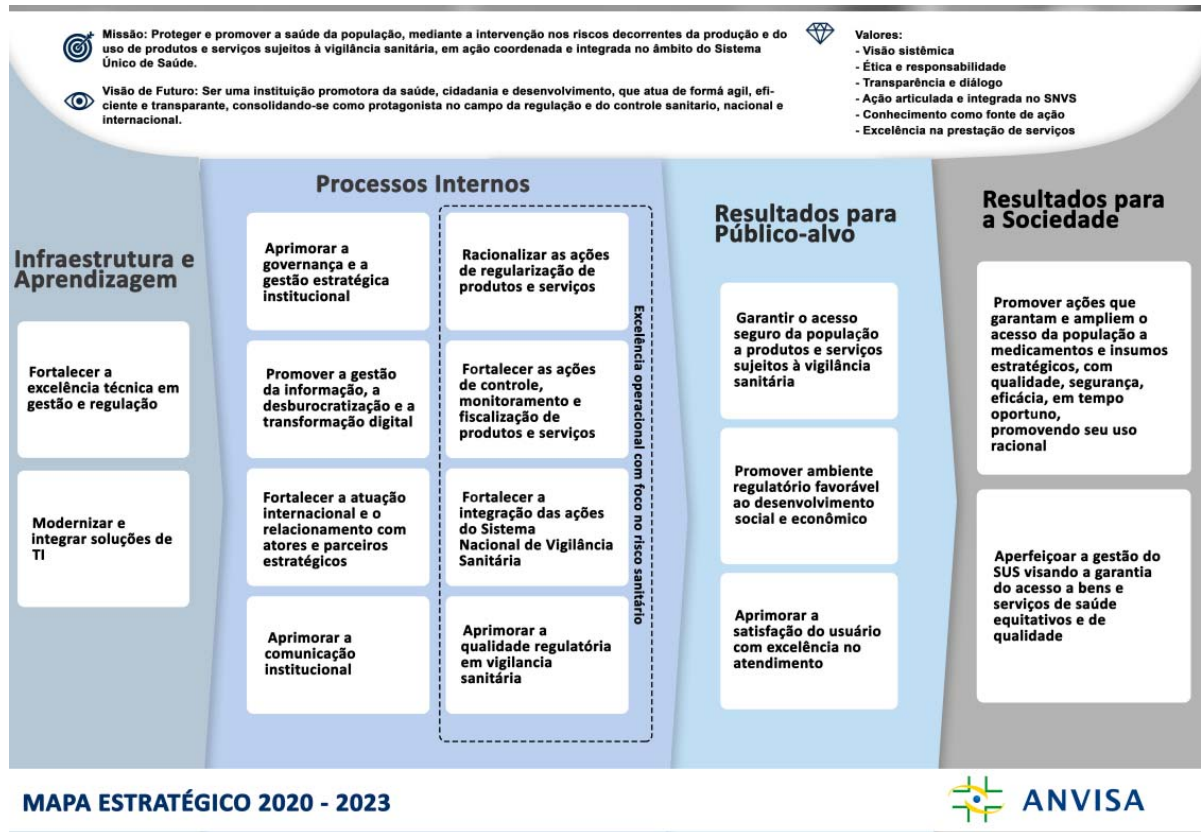 Missão: Proteger e promover a saúde da população, mediante a intervenção nos riscos decorrentes da produção e do
uso de produtos e serviços sujeitos à vigilância sanitária, em ação coordenada e integrada no âmbito do Sistema
Único de Saúde.
Visão de Futuro: Ser uma instituição promotora da saúde, cidadania e desenvolvimento, que atua de formá agil, efi-
ciente e transparante, consolidando-se como protagonista no campo da regulação e do controle sanitario, nacional e
internacional.
Valores:
- Visão sistêmica
- Ética e responsabilidade
- Transparência e diálogo
- Ação articulada e integrada no SNVS
- Conhecimento como fonte de ação
- Excelência na prestação de serviços
Infraestrutura e
Aprendizagem
Fortalecer a
excelência técnica em
gestão e regulação
Modernizar e
integrar soluções de
TI
Processos Internos
Aprimorar a
governança e a
gestão estratégica
institucional
Promover a gestão
da informação, a
desburocratização e a
transformação digital
Fortalecer a atuação
internacional e o
relacionamento com
atores e parceiros
estratégicos
Aprimorar a
comunicação
institucional
Racionalizar as ações
de regularização de
produtos e serviços
Fortalecer as ações
de controle,
monitoramento e
fiscalização de
produtos e serviços
Fortalecer a
integração das ações
do Sistema
Nacional de Vigilância
Sanitária
Aprimorar a
qualidade regulatória
em vigilancia
sanitária
Excelência operacional com foco no risco sanitário
Resultados para
Público-alvo
Garantir o acesso
seguro da população
a produtos e serviços
sujeitos à vigilância
sanitária
Promover ambiente
regulatório favorável
ao desenvolvimento
social e econômico
Aprimorar a
satisfação do usuário
com excelência no
atendimento
Resultados para
a Sociedade
Promover ações que
garantam e ampliem o
acesso da população a
medicamentos e insumos
estratégicos, com
qualidade, segurança,
eficácia, em tempo
oportuno,
promovendo seu uso
racional
Aperfeiçoar a gestão do
SUS visando a garantia
do acesso a bens e
serviços de saúde
equitativos e de
qualidade
MAPA ESTRATÉGICO 2020 - 2023
ANVISA